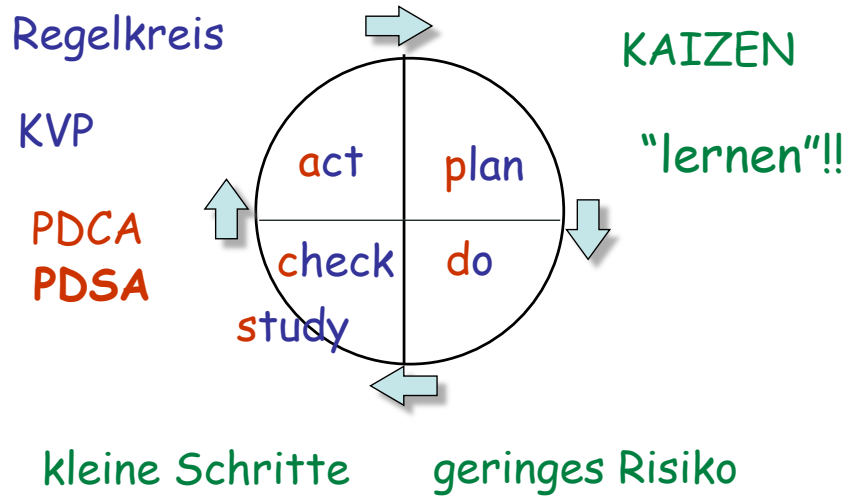 Regelkreis
KAIZEN
KVP
“lernen”!!
act
plan
PDCA
PDSA
check
do
study
kleine Schritte
geringes Risiko